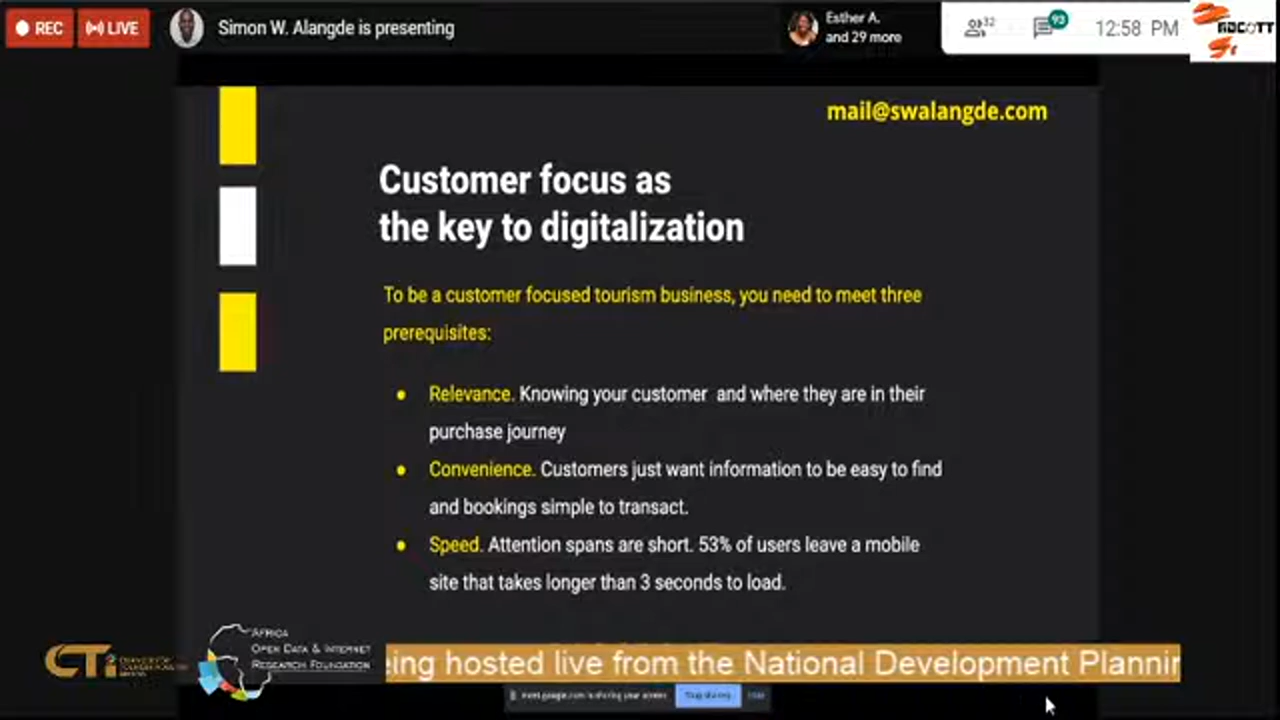 REC
LIVE
Simon W. Alangde is presenting
Esther A.
and 29 more
32
93
12:58 PM
mail@swalangde.com
Customer focus as
the key to digitalization
To be a customer focused tourism business, you need to meet three
prerequisites:
Relevance. Knowing your customer and where they are in their
purchase journey
Convenience. Customers just want information to be easy to find
and bookings simple to transact.
Speed. Attention spans are short. 53% of users leave a mobile
site that takes longer than 3 seconds to load.
AFRICA
OPEN DATA & INTERNET
RESEARCH FOUNDATION
eing hosted live from the National Development Plannin
meet.google.com is sharing your screen.
Stop sharing
Hide